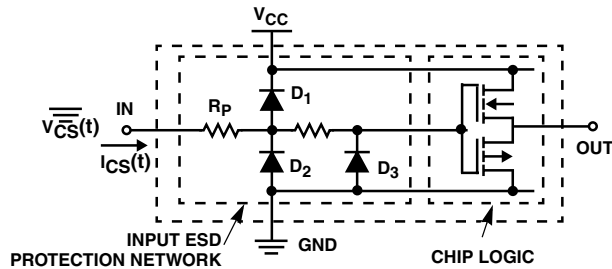 VCC
IN
RP
D1
VCS(t)
ICS(t)
D2
D3
OUT
INPUT ESD
PROTECTION NETWORK
GND
CHIP LOGIC